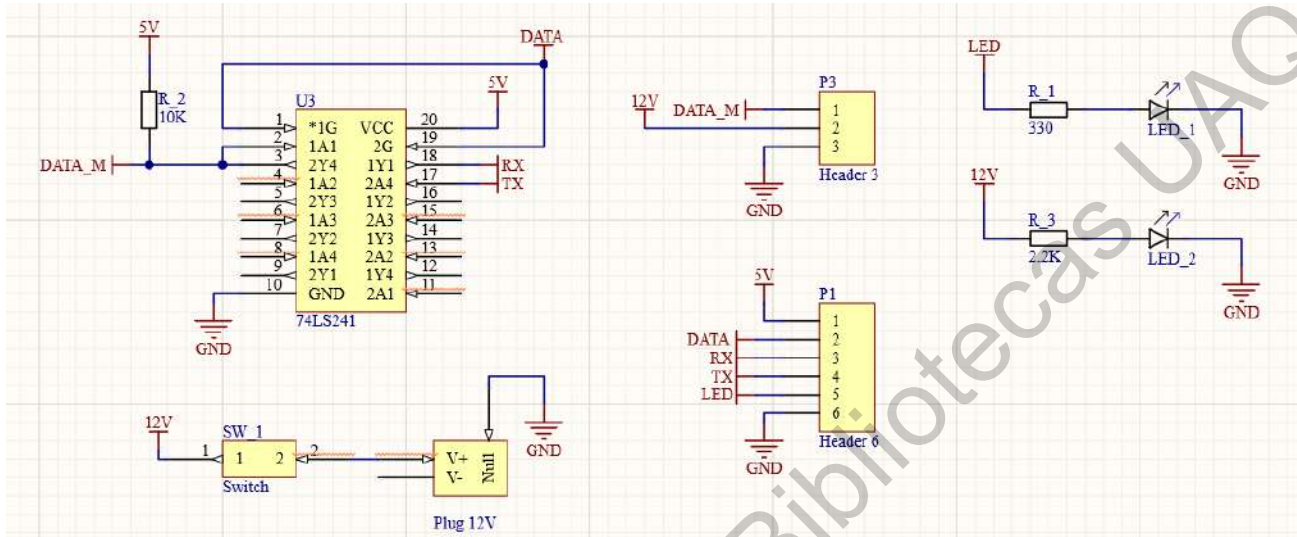 5V
R_2
10K
DATA_M
DATA
5V
U3
1 *1G VCC 20
2 1A1 2G 19
3 2Y4 1Y1 18 RX
4 1A2 2A4 17 TX
5 2Y3 1Y2 16
6 1A3 2A3 15
7 2Y2 1Y3 14
8 1A4 2A2 13
9 2Y1 1Y4 12
10 GND 2A1 11
74LS241
GND
12V
SW_1
1 1 2 2
Switch
V+
V-
Null
GND
Plug 12V
P3
12V
DATA_M
1
2
3
Header 3
GND
5V
P1
1
DATA 2
RX 3
TX 4
LED 5
6
Header 6
GND
LED
R_1
330
LED_1
GND
12V
R_3
2.2K
LED_2
GND
Bibliotecas UAQ